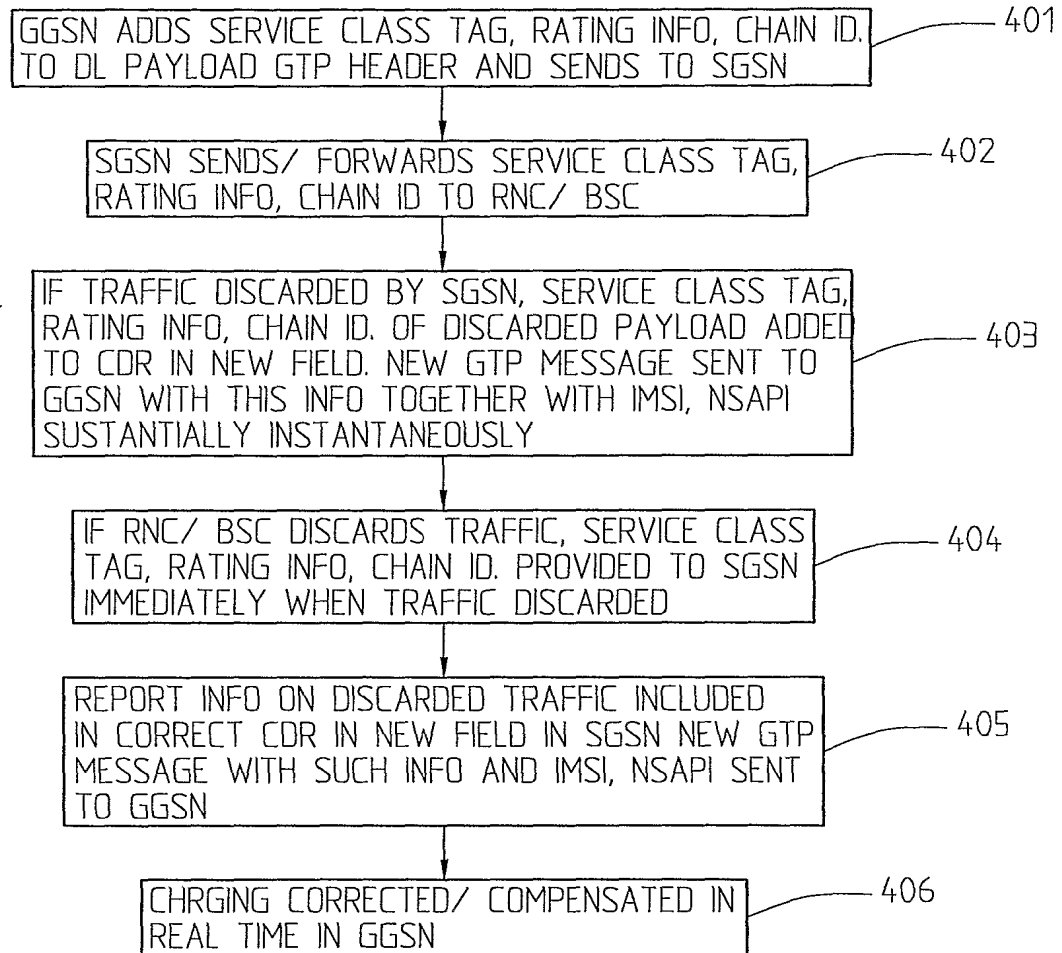 GGSN ADDS SERVICE CLASS TAG, RATING INFO, CHAIN ID.
TO DL PAYLOAD GTP HEADER AND SENDS TO SGSN
401
SGSN SENDS/ FORWARDS SERVICE CLASS TAG,
RATING INFO, CHAIN ID TO RNC/ BSC
402
IF TRAFFIC DISCARDED BY SGSN, SERVICE CLASS TAG,
RATING INFO, CHAIN ID. OF DISCARDED PAYLOAD ADDED
TO CDR IN NEW FIELD. NEW GTP MESSAGE SENT TO
GGSN WITH THIS INFO TOGETHER WITH IMSI, NSAPI
SUSTANTIALLY INSTANTANEOUSLY
403
IF RNC/ BSC DISCARDS TRAFFIC, SERVICE CLASS
TAG, RATING INFO, CHAIN ID. PROVIDED TO SGSN
IMMEDIATELY WHEN TRAFFIC DISCARDED
404
REPORT INFO ON DISCARDED TRAFFIC INCLUDED
IN CORRECT CDR IN NEW FIELD IN SGSN NEW GTP
MESSAGE WITH SUCH INFO AND IMSI, NSAPI SENT
TO GGSN
405
CHRGING CORRECTED/ COMPENSATED IN
REAL TIME IN GGSN
406